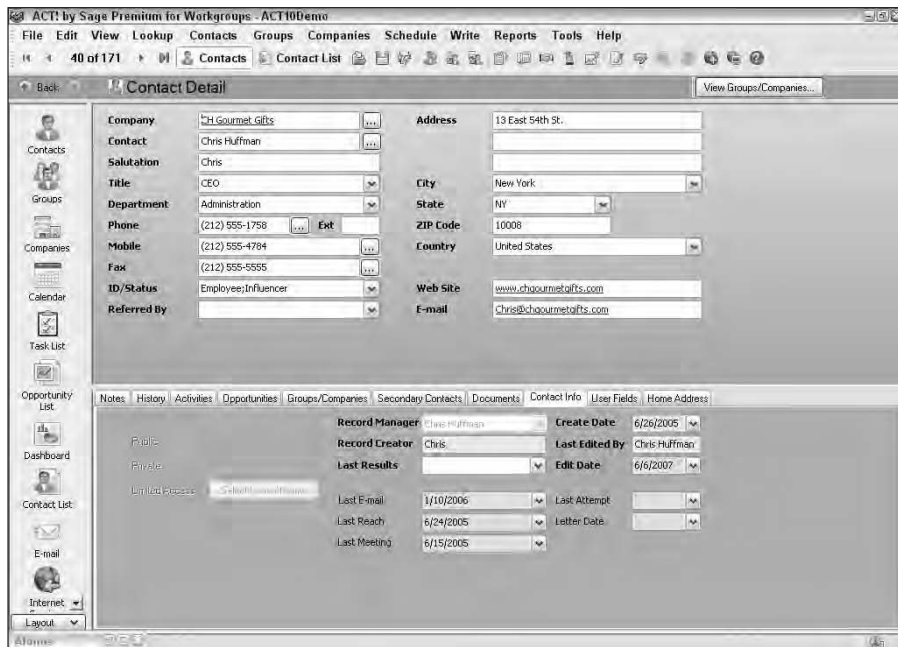 ACT! by Sage Premium for Workgroups - ACT10Demo
File Edit View Lookup Contacts Groups Companies Schedule Write Reports Tools Help
40 of 171 Contacts Contact List
Back Contact Detail View Groups/Companies...
Contacts
Groups
Companies
Calendar
Task List
Opportunity
List
Dashboard
Contact List
E-mail
Internet
Layout
Company CH Gourmet Gifts ... Address 13 East 54th St.
Contact Chris Huffman ...
Salutation Chris
Title CEO City New York
Department Administration State NY
Phone (212) 555-1758 ... Ext ZIP Code 10008
Mobile (212) 555-4784 ... Country United States
Fax (212) 555-5555 ...
ID/Status Employee;Influencer Web Site www.chgourmetgifts.com
Referred By E-mail Chris@chgourmetgifts.com
Notes History Activities Opportunities Groups/Companies Secondary Contacts Documents Contact Info User Fields Home Address
Record Manager Chris Huffman Create Date 6/26/2005
Public Record Creator Chris Last Edited By Chris Huffman
Private Last Results Edit Date 6/6/2007
Limited Access
Last E-mail 1/10/2006 Last Attempt
Last Reach 6/24/2005 Letter Date
Last Meeting 6/15/2005
Alarms